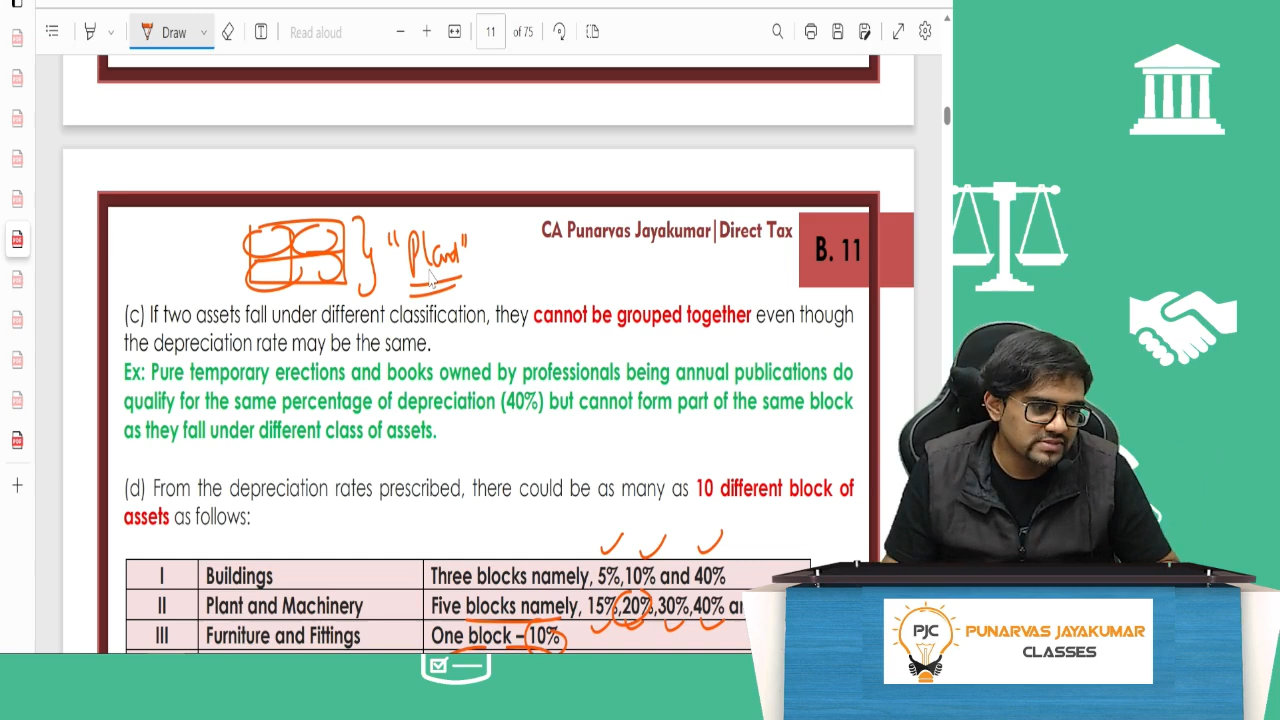 Draw
Read aloud
11 of 75
"Plant"
CA Punarvas Jayakumar|Direct Tax
B. 11
(c) If two assets fall under different classification, they cannot be grouped together even though
the depreciation rate may be the same.
Ex: Pure temporary erections and books owned by professionals being annual publications do
qualify for the same percentage of depreciation (40%) but cannot form part of the same block
as they fall under different class of assets.
(d) From the depreciation rates prescribed, there could be as many as 10 different block of
assets as follows:
I Buildings Three blocks namely, 5%,10% and 40%
II Plant and Machinery Five blocks namely, 15%,20%,30%,40%
III Furniture and Fittings One block – 10%
PJC PUNARVAS JAYAKUMAR
CLASSES